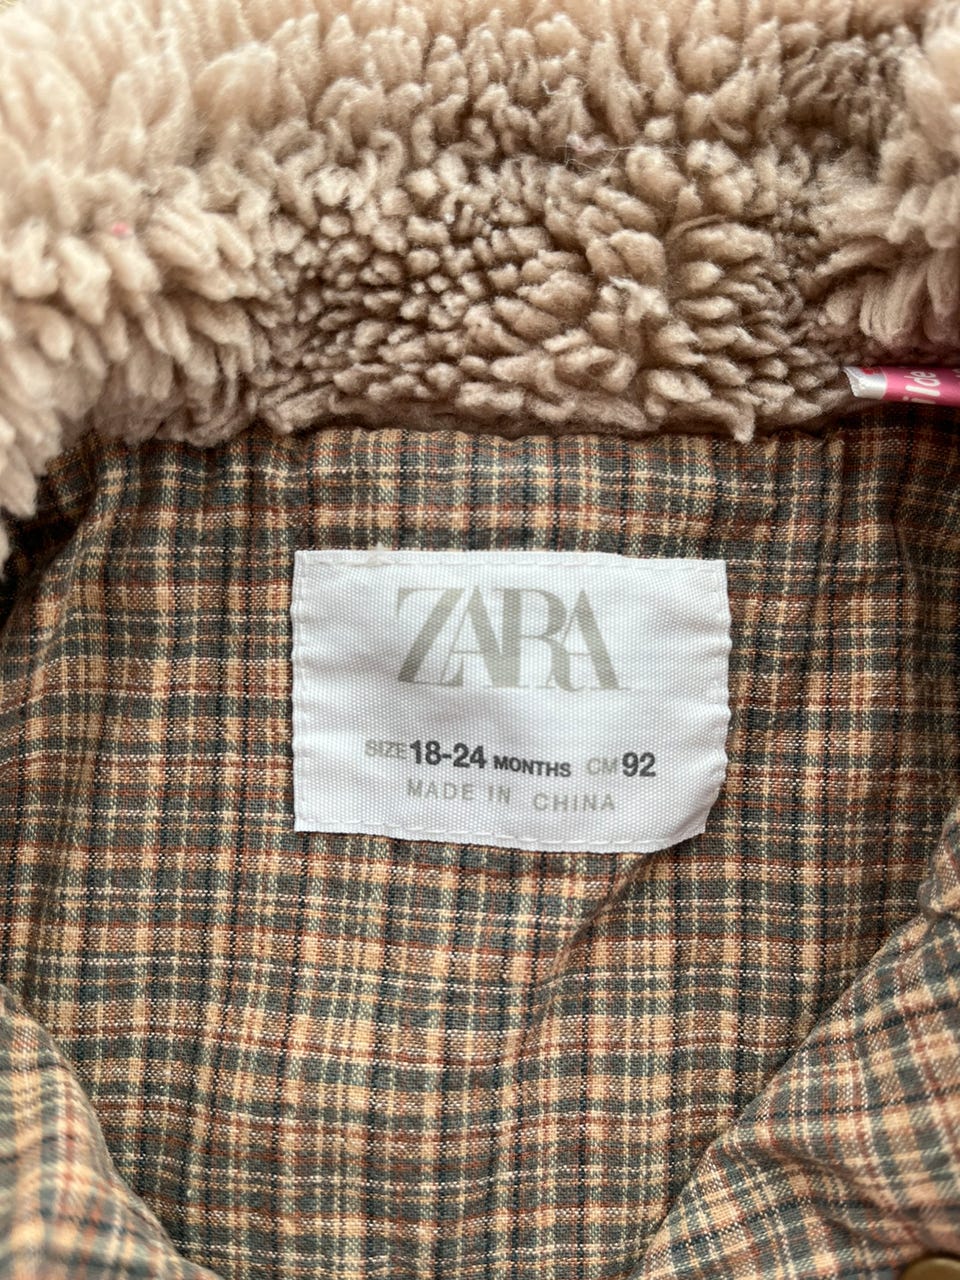 ZARA
SIZE 18-24 MONTHS CM 92
MADE IN CHINA